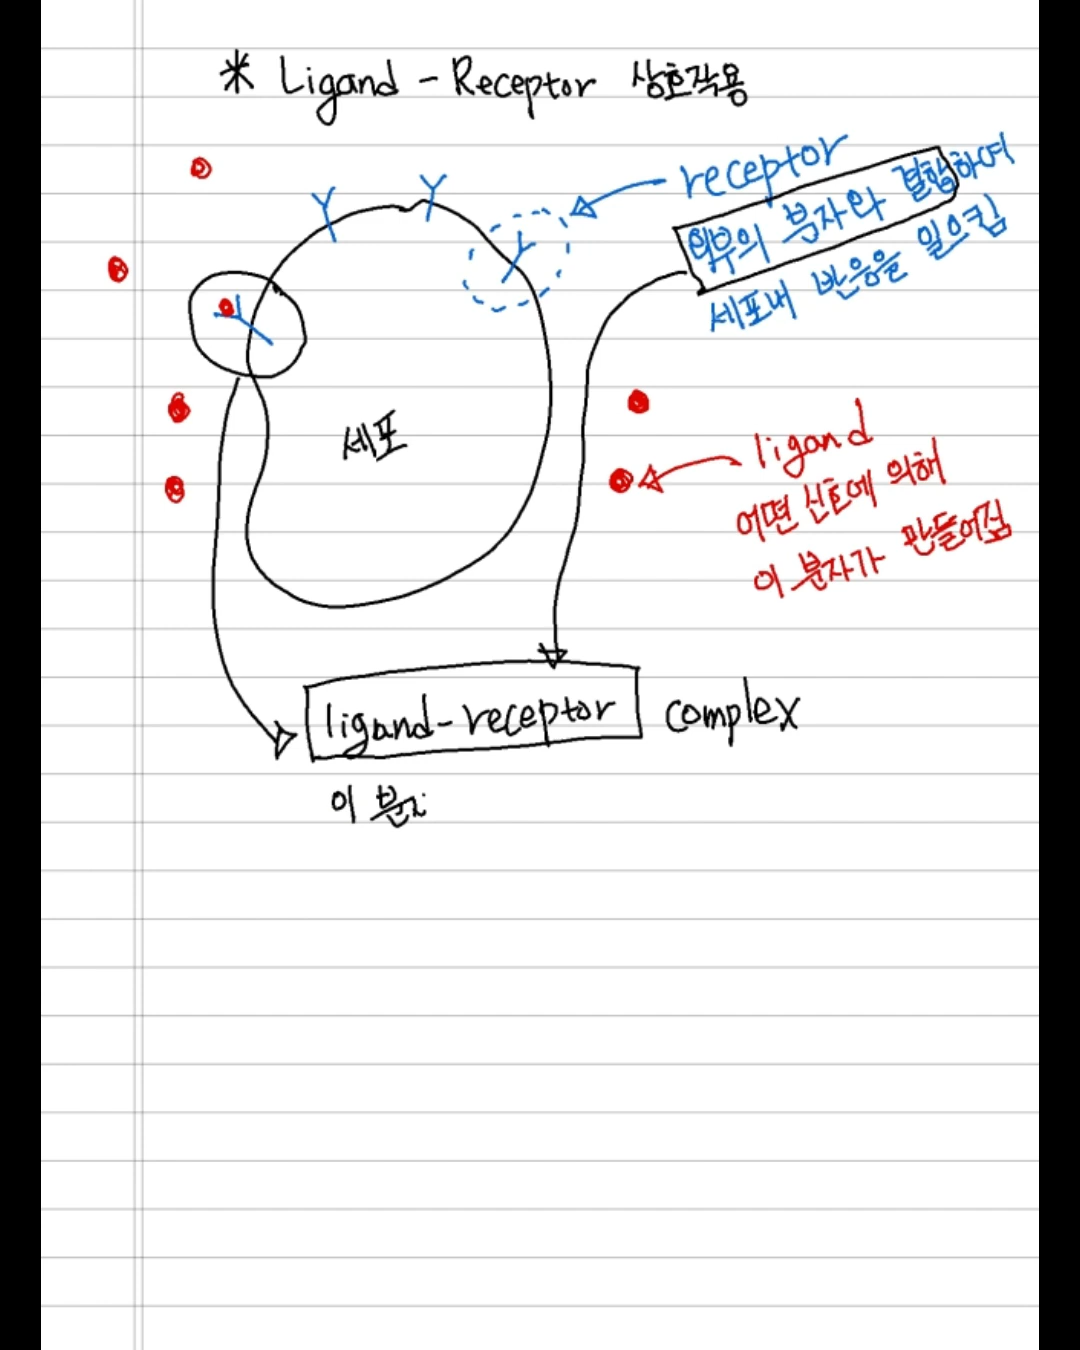 * Ligand - Receptor 상호작용
receptor
외부의 분자와 결합하여
세포내 반응을 일으킴
세포
ligand
어떤 신호에 의해
이 분자가 만들어짐
ligand-receptor complex
이 분